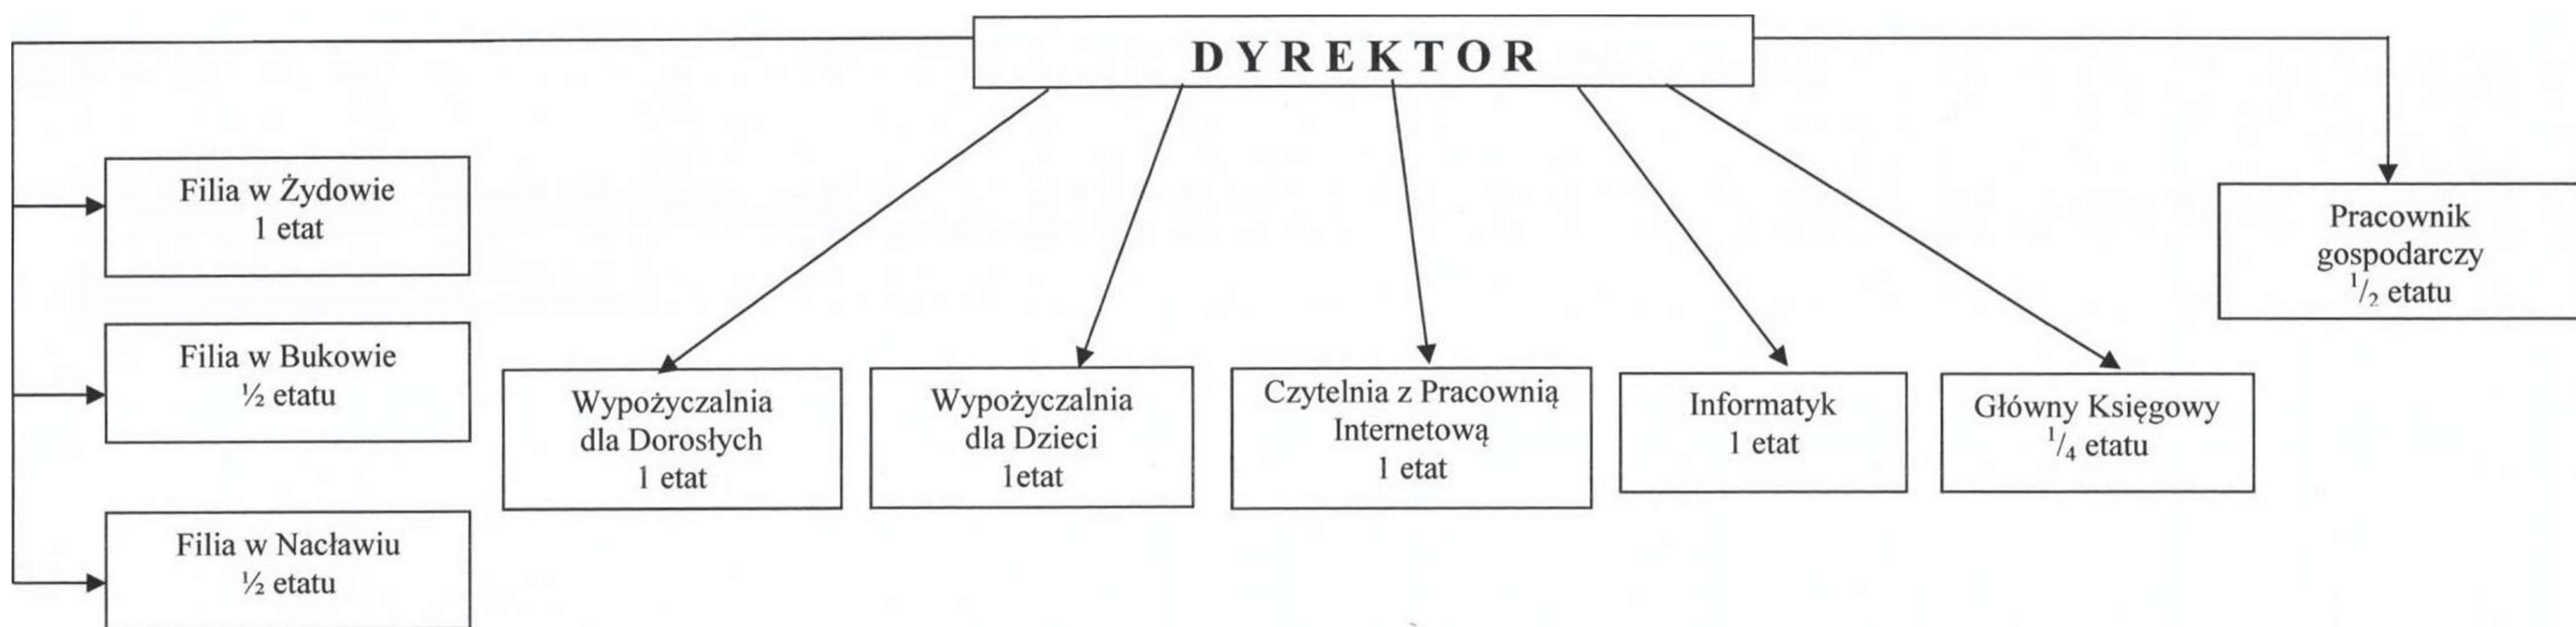 D Y R E K T O R
Filia w Żydowie
1 etat
Filia w Bukowie
½ etatu
Filia w Nacławiu
½ etatu
Wypożyczalnia
dla Dorosłych
1 etat
Wypożyczalnia
dla Dzieci
1etat
Czytelnia z Pracownią
Internetową
1 etat
Informatyk
1 etat
Główny Księgowy
1/4 etatu
Pracownik
gospodarczy
1/2 etatu